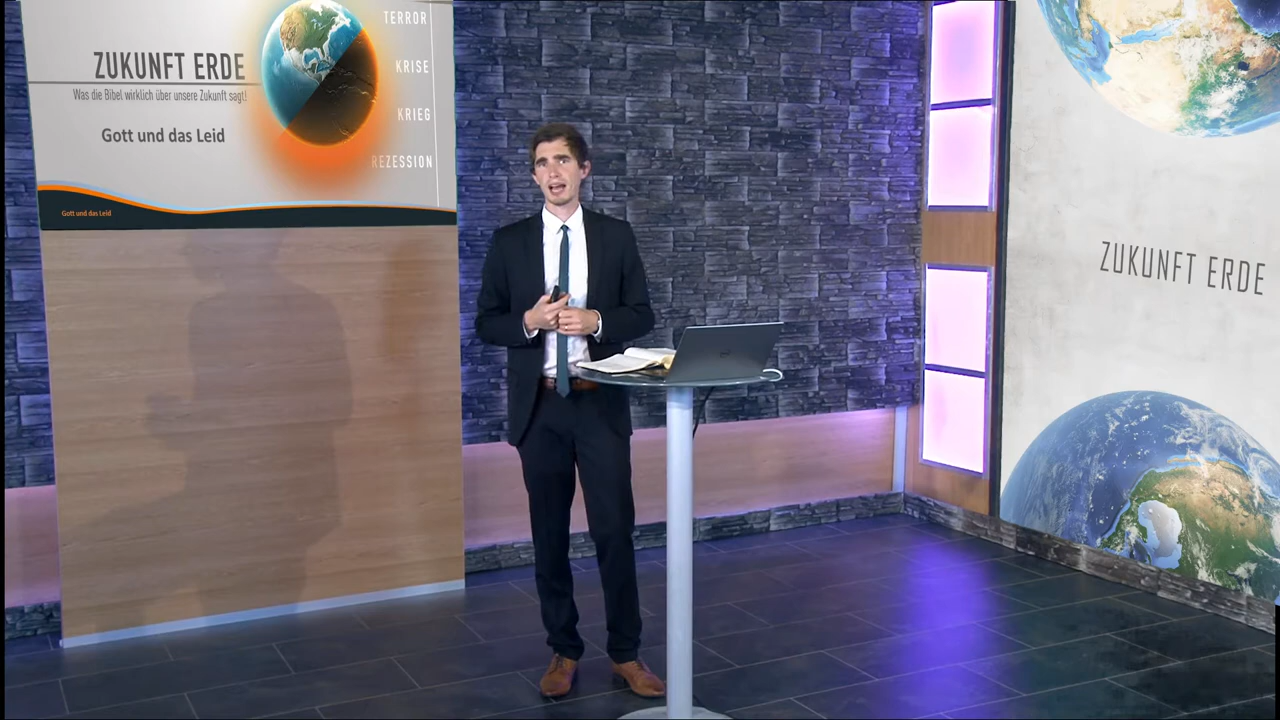 ZUKUNFT ERDE
Was die Bibel wirklich über unsere Zukunft sagt!
Gott und das Leid
TERROR
KRISE
KRIEG
REZESSION
Gott und das Leid
ZUKUNFT ERDE